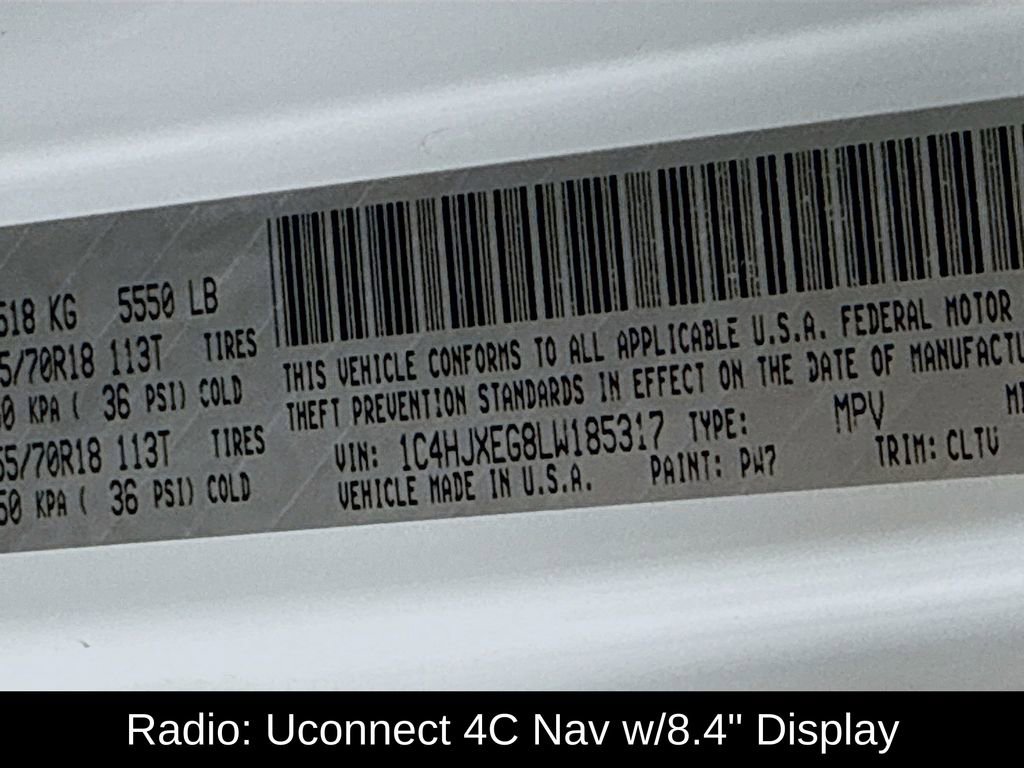 518 KG 5550 LB
5/70R18 113T TIRES
50 KPA ( 36 PSI) COLD
55/70R18 113T TIRES
50 KPA ( 36 PSI) COLD
THIS VEHICLE CONFORMS TO ALL APPLICABLE U.S.A. FEDERAL MOTOR
THEFT PREVENTION STANDARDS IN EFFECT ON THE DATE OF MANUFACTU
VIN: 1C4HJXEG8LW185317 TYPE: MPV
VEHICLE MADE IN U.S.A. PAINT: PW7 TRIM: CLTV
Radio: Uconnect 4C Nav w/8.4" Display